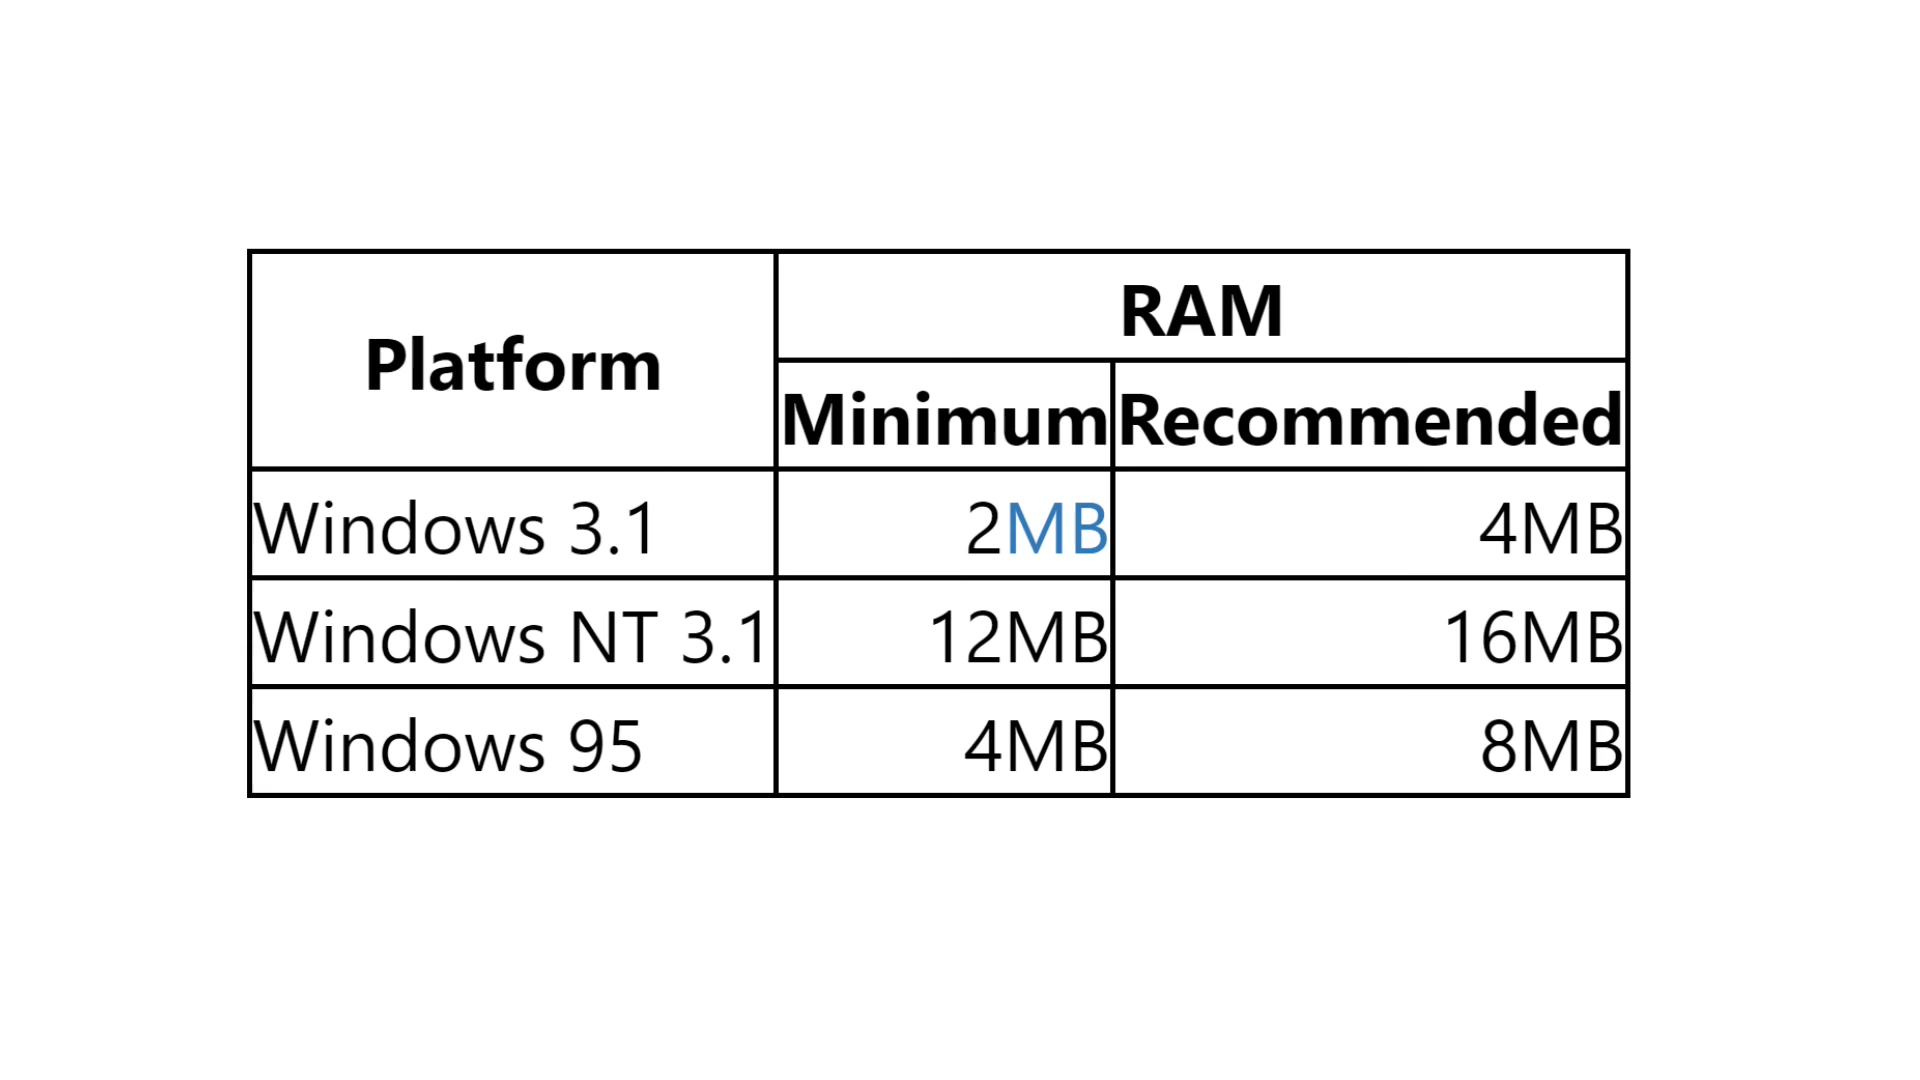 Platform
RAM
Minimum Recommended
Windows 3.1 2MB 4MB
Windows NT 3.1 12MB 16MB
Windows 95 4MB 8MB